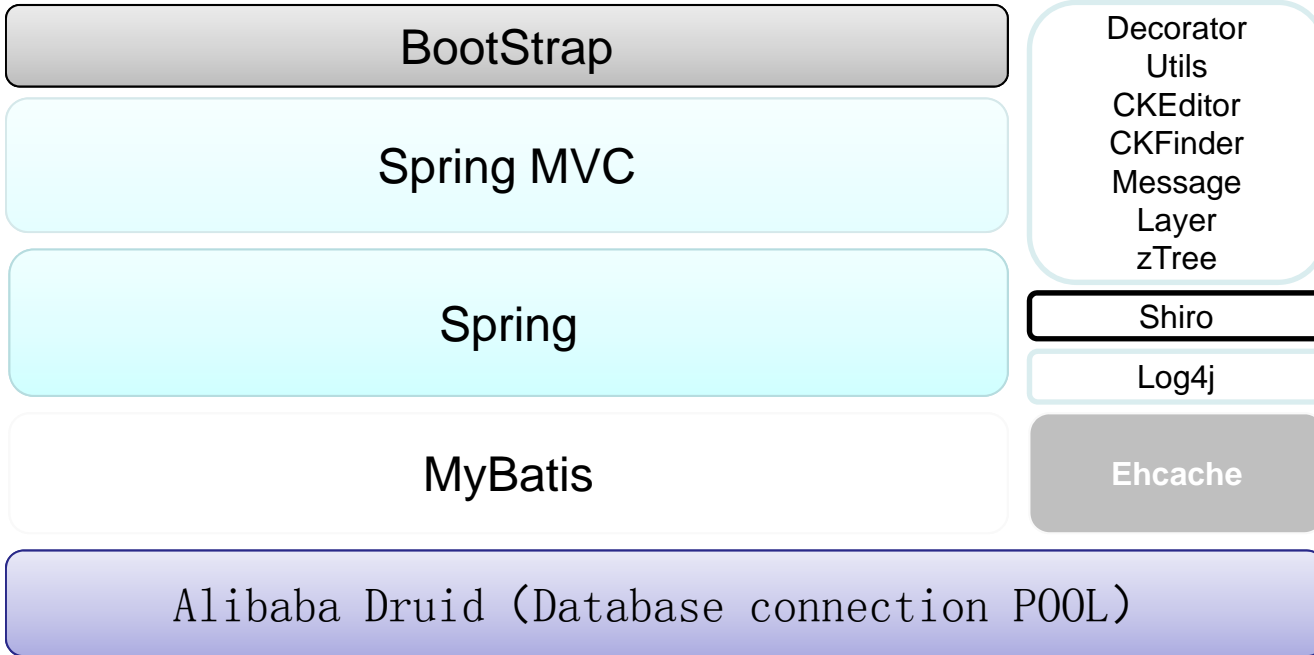 BootStrap
Spring MVC
Spring
MyBatis
Decorator
Utils
CKEditor
CKFinder
Message
Layer
zTree
Shiro
Log4j
Ehcache
Alibaba Druid（Database connection POOL）